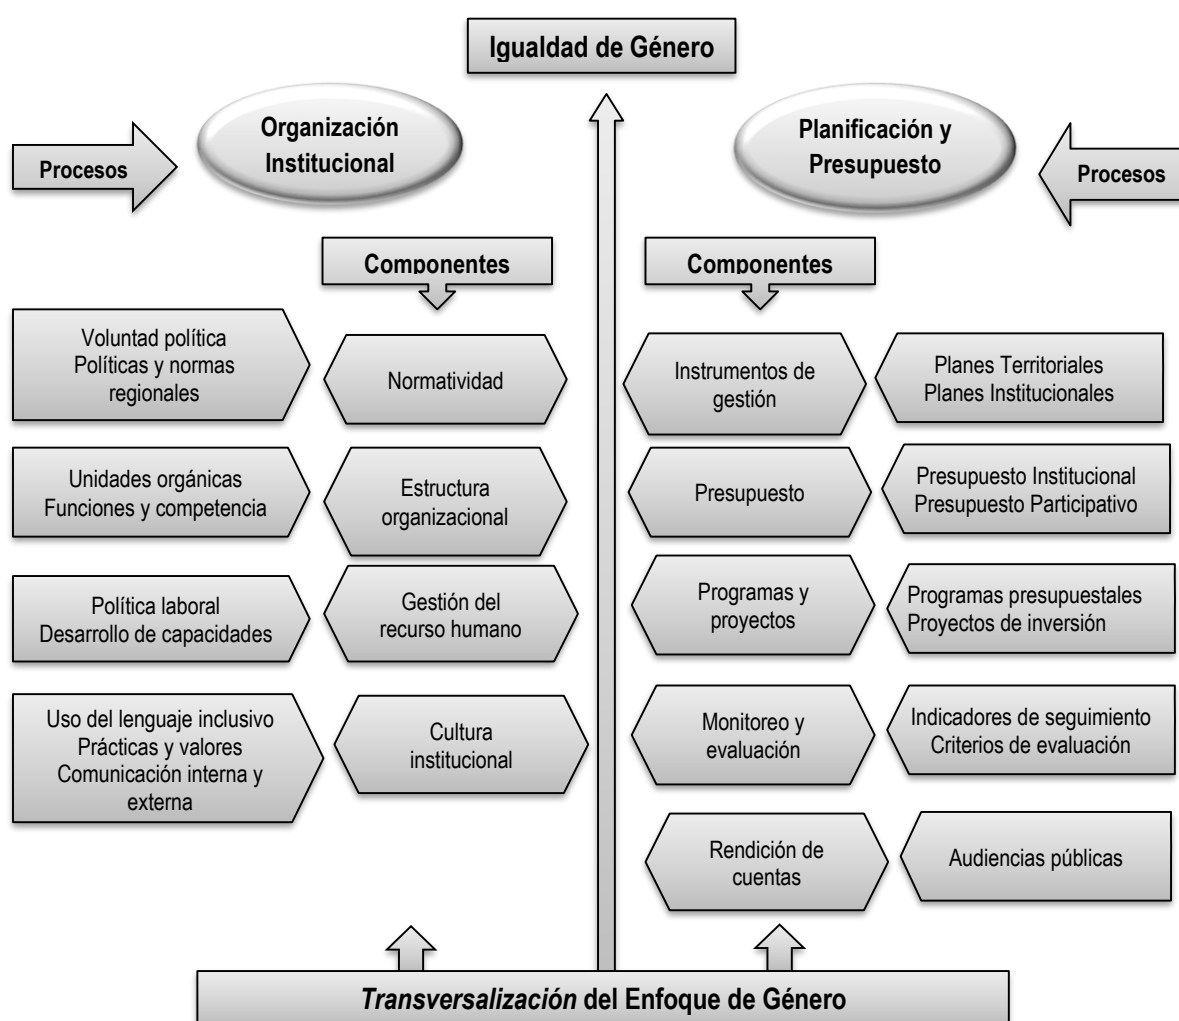 Igualdad de Género
Procesos
Organización
Institucional
Planificación y
Presupuesto
Procesos
Componentes
Componentes
Voluntad política
Políticas y normas
regionales
Normatividad
Instrumentos de
gestión
Planes Territoriales
Planes Institucionales
Unidades orgánicas
Funciones y competencia
Estructura
organizacional
Presupuesto
Presupuesto Institucional
Presupuesto Participativo
Política laboral
Desarrollo de capacidades
Gestión del
recurso humano
Programas y
proyectos
Programas presupuestales
Proyectos de inversión
Uso del lenguaje inclusivo
Prácticas y valores
Comunicación interna y
externa
Cultura
institucional
Monitoreo y
evaluación
Indicadores de seguimiento
Criterios de evaluación
Rendición de
cuentas
Audiencias públicas
Transversalización del Enfoque de Género